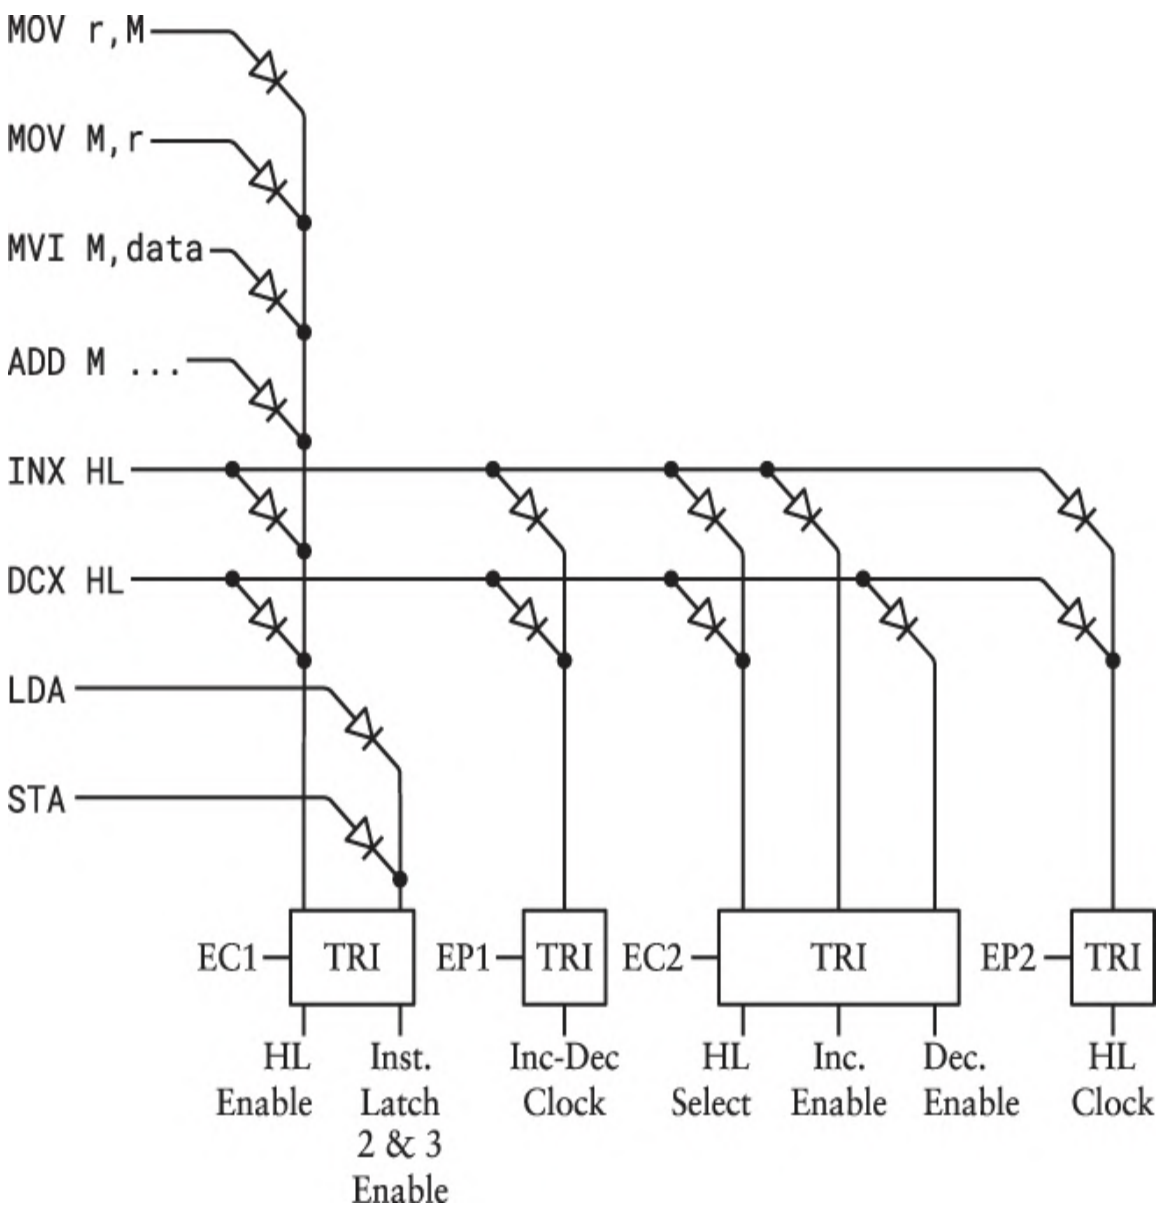 MOV r,M
MOV M,r
MVI M,data
ADD M ...
INX HL
DCX HL
LDA
STA
EC1 TRI EP1 TRI EC2 TRI EP2 TRI
HL Inst. Inc-Dec HL Inc. Dec. HL
Enable Latch Clock Select Enable Enable Clock
2 & 3
Enable